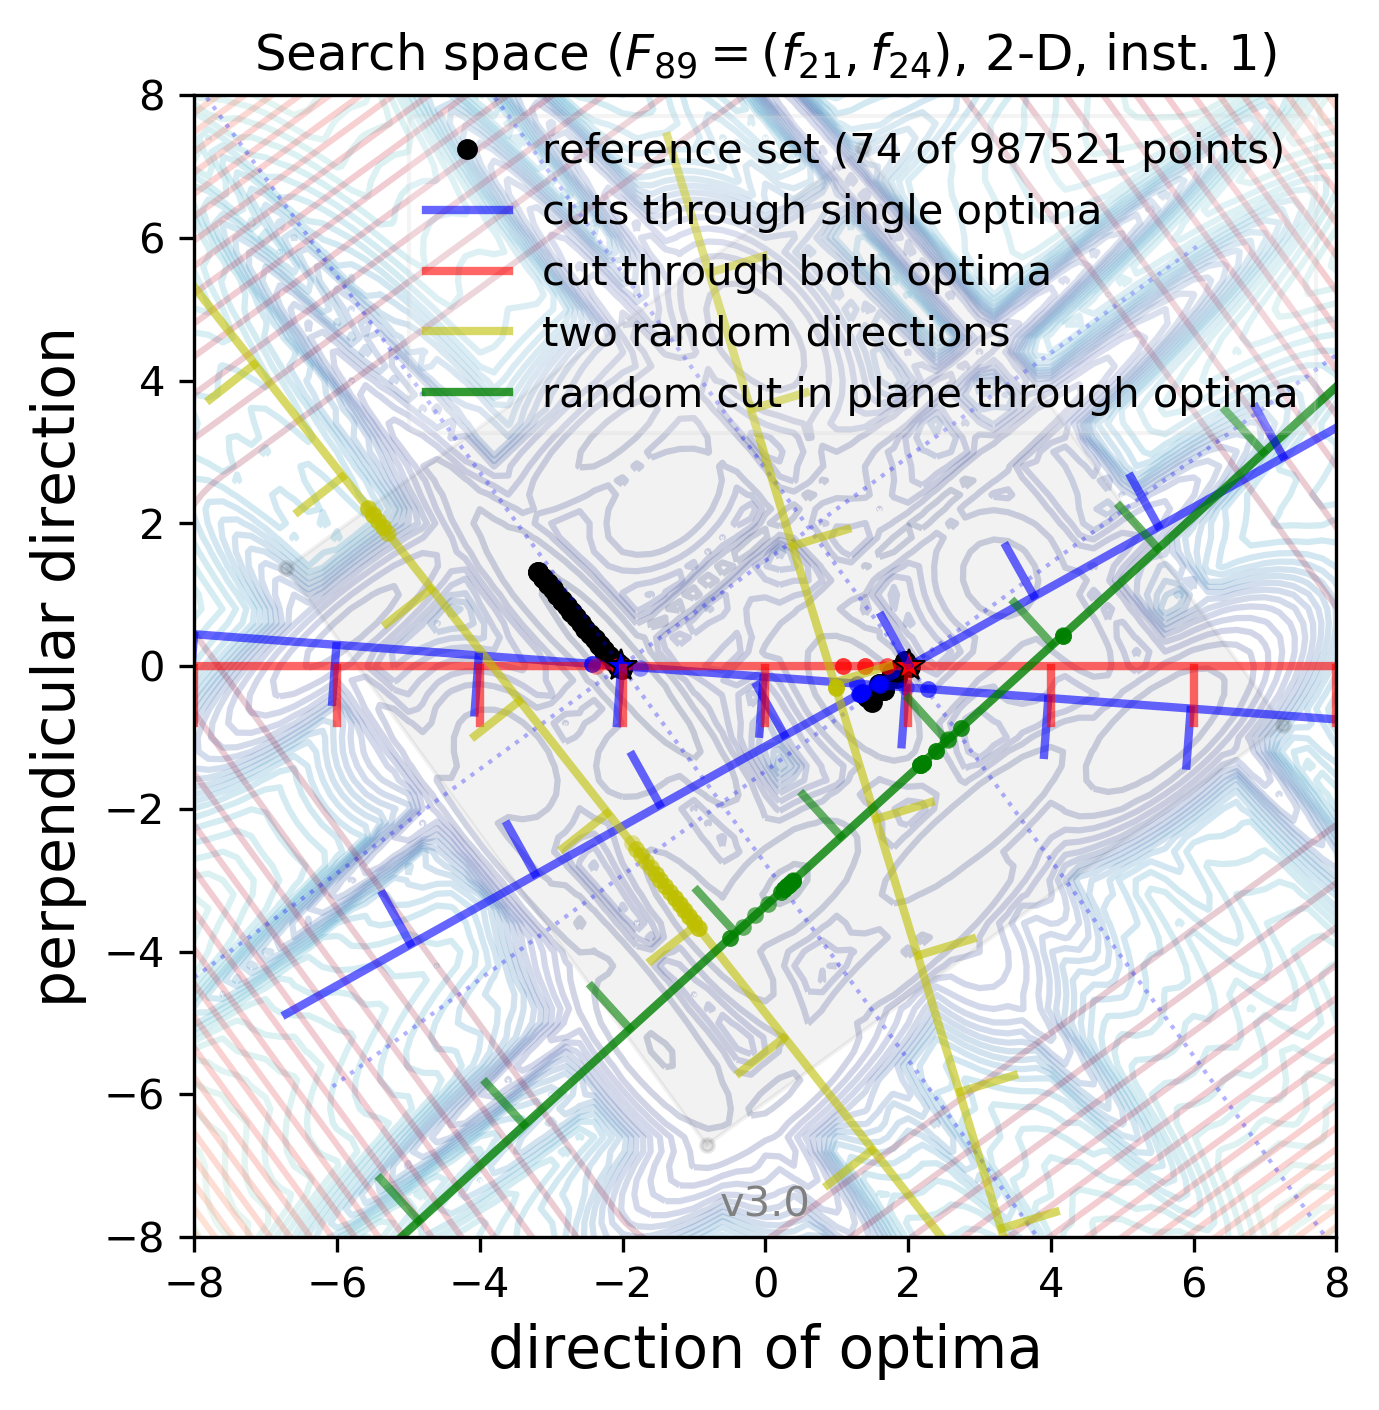 Search space (F₈₉ = (f₂₁, f₂₄), 2-D, inst. 1)
reference set (74 of 987521 points)
cuts through single optima
cut through both optima
two random directions
random cut in plane through optima
perpendicular direction
8
6
4
2
0
−2
−4
−6
−8
v3.0
−8 −6 −4 −2 0 2 4 6 8
direction of optima